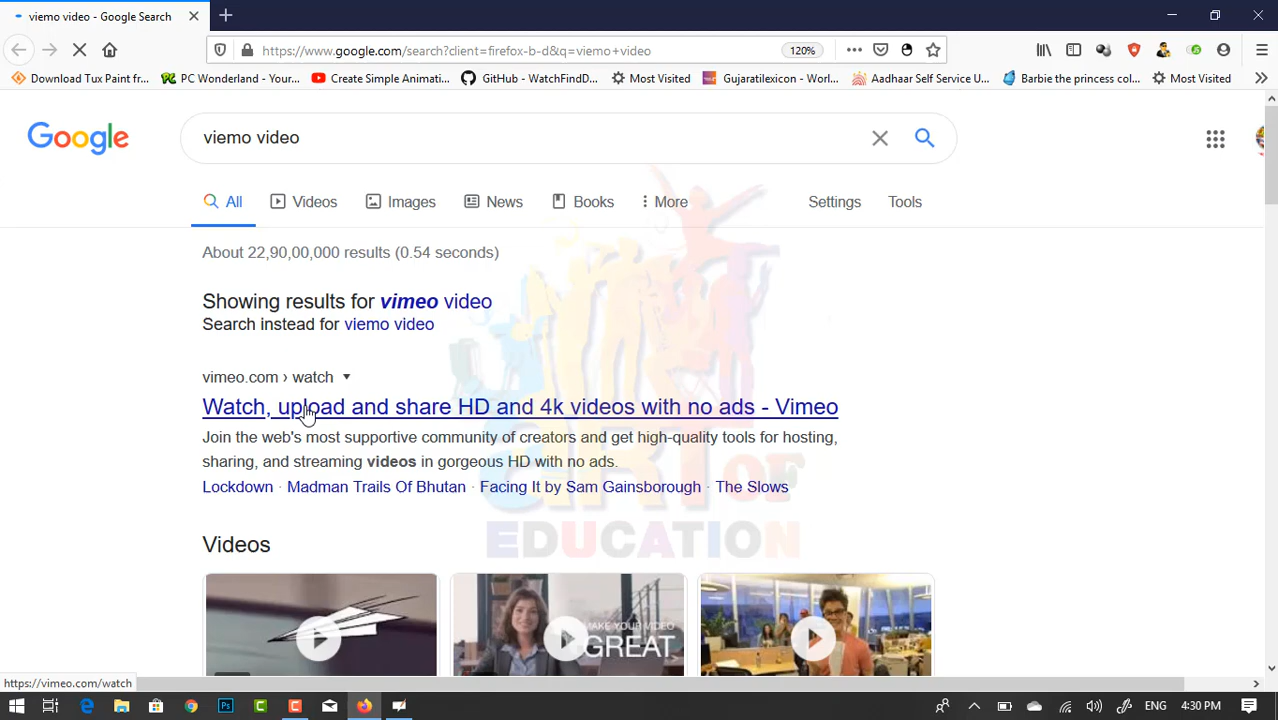 viemo video - Google Search
https://www.google.com/search?client=firefox-b-d&q=viemo+video
120%
Download Tux Paint fr...
PC Wonderland - Your...
Create Simple Animati...
GitHub - WatchFindD...
Most Visited
Gujaratilexicon - Worl...
Aadhaar Self Service U...
Barbie the princess col...
Most Visited
Google
viemo video
All
Videos
Images
News
Books
More
Settings
Tools
About 22,90,00,000 results (0.54 seconds)
Showing results for vimeo video
Search instead for viemo video
vimeo.com › watch
Watch, upload and share HD and 4k videos with no ads - Vimeo
Join the web's most supportive community of creators and get high-quality tools for hosting,
sharing, and streaming videos in gorgeous HD with no ads.
Lockdown · Madman Trails Of Bhutan · Facing It by Sam Gainsborough · The Slows
ART OF
EDUCATION
Videos
MAKE YOUR VIDEO
GREAT
https://vimeo.com/watch
ENG
4:30 PM